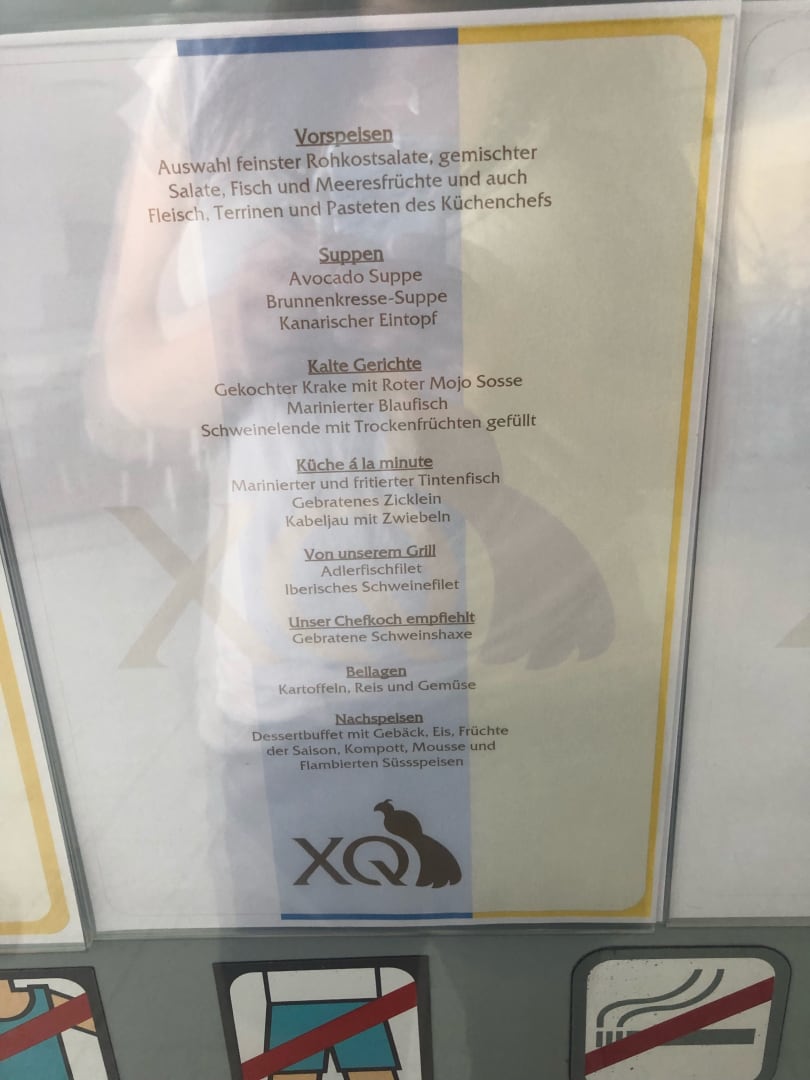 Vorspeisen
Auswahl feinster Rohkostsalate, gemischter
Salate, Fisch und Meeresfrüchte und auch
Fleisch, Terrinen und Pasteten des Küchenchefs
Suppen
Avocado Suppe
Brunnenkresse-Suppe
Kanarischer Eintopf
Kalte Gerichte
Gekochter Krake mit Roter Mojo Sosse
Marinierter Blaufisch
Schweinelende mit Trockenfrüchten gefüllt
Küche á la minute
Marinierter und fritierter Tintenfisch
Gebratenes Zicklein
Kabeljau mit Zwiebeln
Von unserem Grill
Adlerfischfilet
Iberisches Schweinefilet
Unser Chefkoch empfiehlt
Gebratene Schweinshaxe
Beilagen
Kartoffeln, Reis und Gemüse
Nachspeisen
Dessertbuffet mit Gebäck, Eis, Früchte
der Saison, Kompott, Mousse und
Flambierten Süssspeisen
XQ